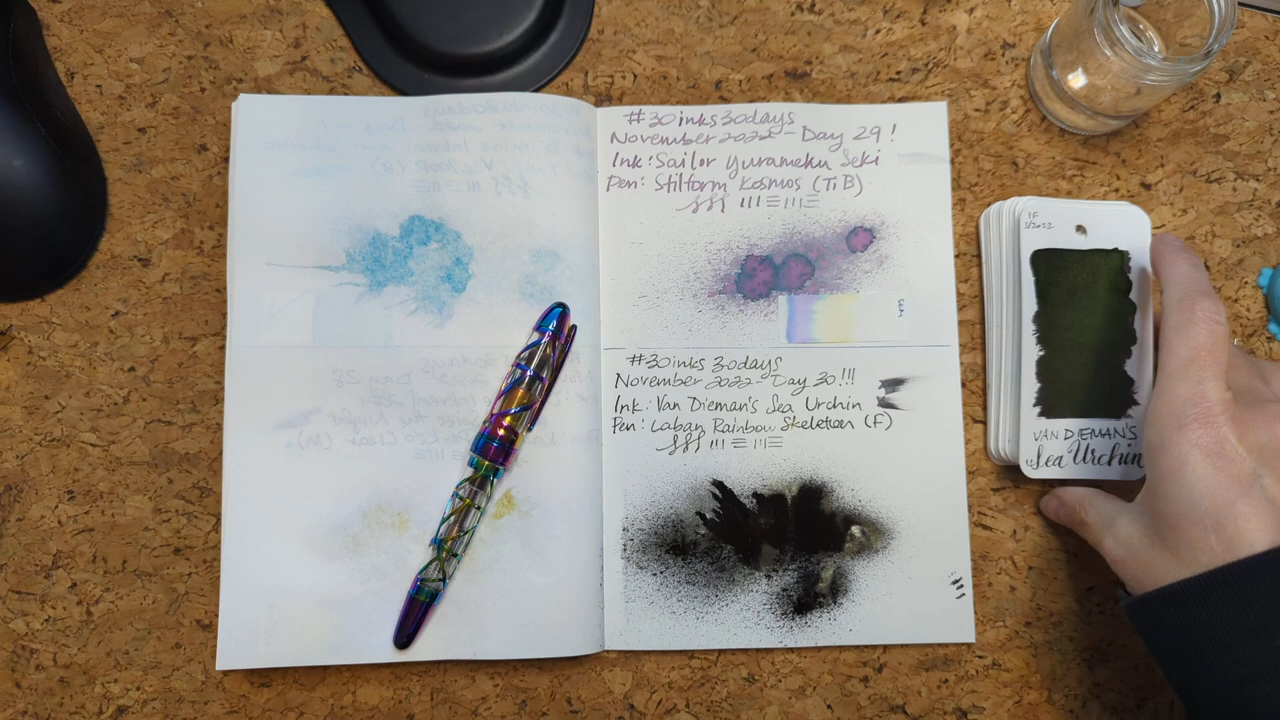 #30inks30days
November 2022 - Day 29!
Ink: Sailor Yurameku Seki
Pen: Stilform Kosmos (Ti B)
#30inks30days
November 2022 - Day 30!!!
Ink: Van Dieman's Sea Urchin
Pen: Laban Rainbow Skeleton (F)
1F
3/2022
VAN DIEMAN'S
Sea Urchin